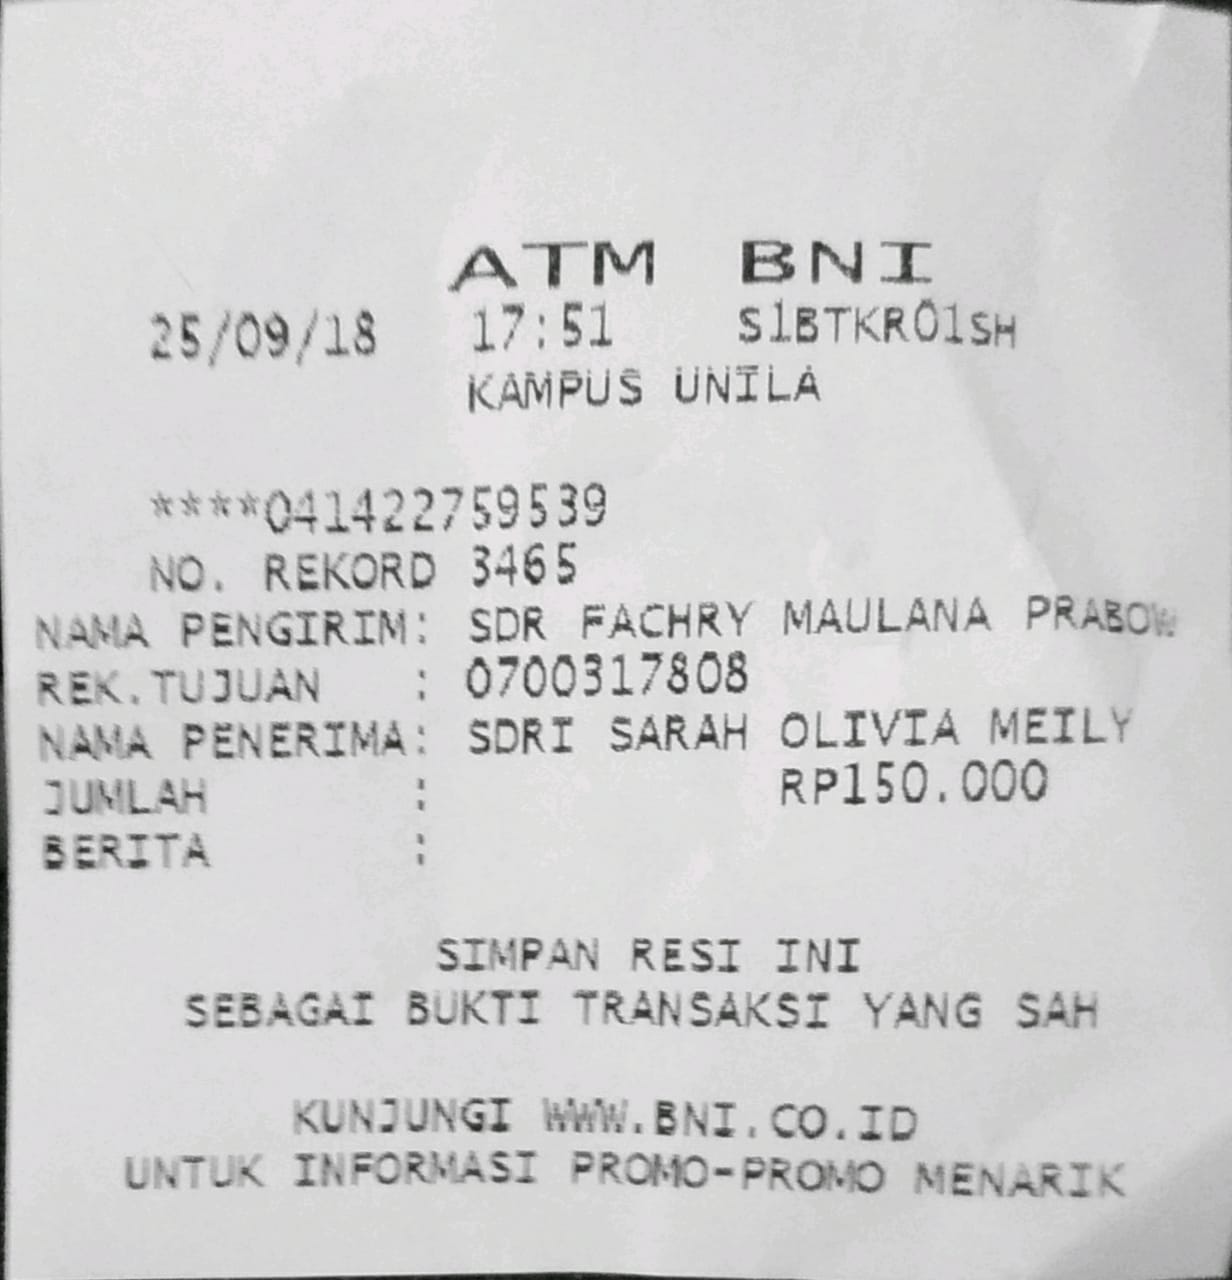 ATM BNI
25/09/18 17:51 S1BTKR01SH
KAMPUS UNILA
****041422759539
NO. REKORD 3465
NAMA PENGIRIM: SDR FACHRY MAULANA PRABOW
REK.TUJUAN : 0700317808
NAMA PENERIMA: SDRI SARAH OLIVIA MEILY
JUMLAH : RP150.000
BERITA :
SIMPAN RESI INI
SEBAGAI BUKTI TRANSAKSI YANG SAH
KUNJUNGI WWW.BNI.CO.ID
UNTUK INFORMASI PROMO-PROMO MENARIK